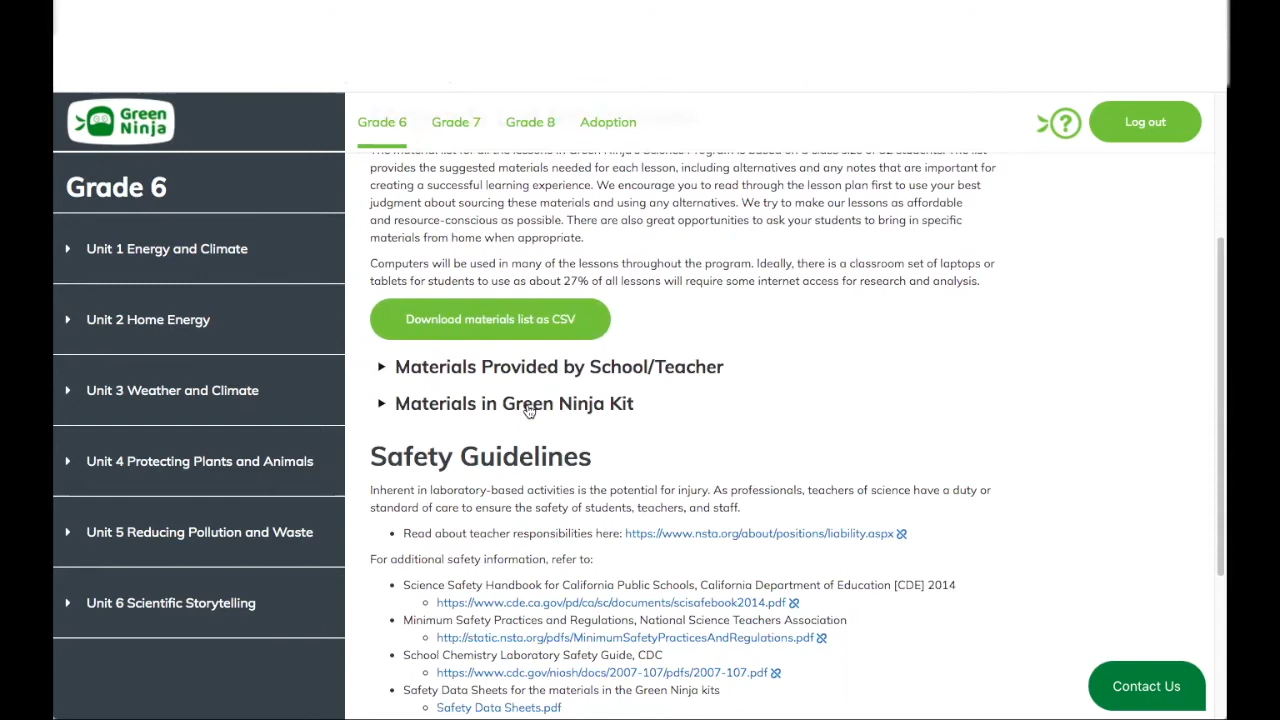 Green
Ninja
Grade 6
Grade 7
Grade 8
Adoption
?
Log out
Grade 6
Unit 1 Energy and Climate
Unit 2 Home Energy
Unit 3 Weather and Climate
Unit 4 Protecting Plants and Animals
Unit 5 Reducing Pollution and Waste
Unit 6 Scientific Storytelling
provides the suggested materials needed for each lesson, including alternatives and any notes that are important for
creating a successful learning experience. We encourage you to read through the lesson plan first to use your best
judgment about sourcing these materials and using any alternatives. We try to make our lessons as affordable
and resource-conscious as possible. There are also great opportunities to ask your students to bring in specific
materials from home when appropriate.
Computers will be used in many of the lessons throughout the program. Ideally, there is a classroom set of laptops or
tablets for students to use as about 27% of all lessons will require some internet access for research and analysis.
Download materials list as CSV
Materials Provided by School/Teacher
Materials in Green Ninja Kit
Safety Guidelines
Inherent in laboratory-based activities is the potential for injury. As professionals, teachers of science have a duty or
standard of care to ensure the safety of students, teachers, and staff.
Read about teacher responsibilities here: https://www.nsta.org/about/positions/liability.aspx
For additional safety information, refer to:
Science Safety Handbook for California Public Schools, California Department of Education [CDE] 2014
https://www.cde.ca.gov/pd/ca/sc/documents/scisafebook2014.pdf
Minimum Safety Practices and Regulations, National Science Teachers Association
http://static.nsta.org/pdfs/MinimumSafetyPracticesAndRegulations.pdf
School Chemistry Laboratory Safety Guide, CDC
https://www.cdc.gov/niosh/docs/2007-107/pdfs/2007-107.pdf
Safety Data Sheets for the materials in the Green Ninja kits
Safety Data Sheets.pdf
Contact Us